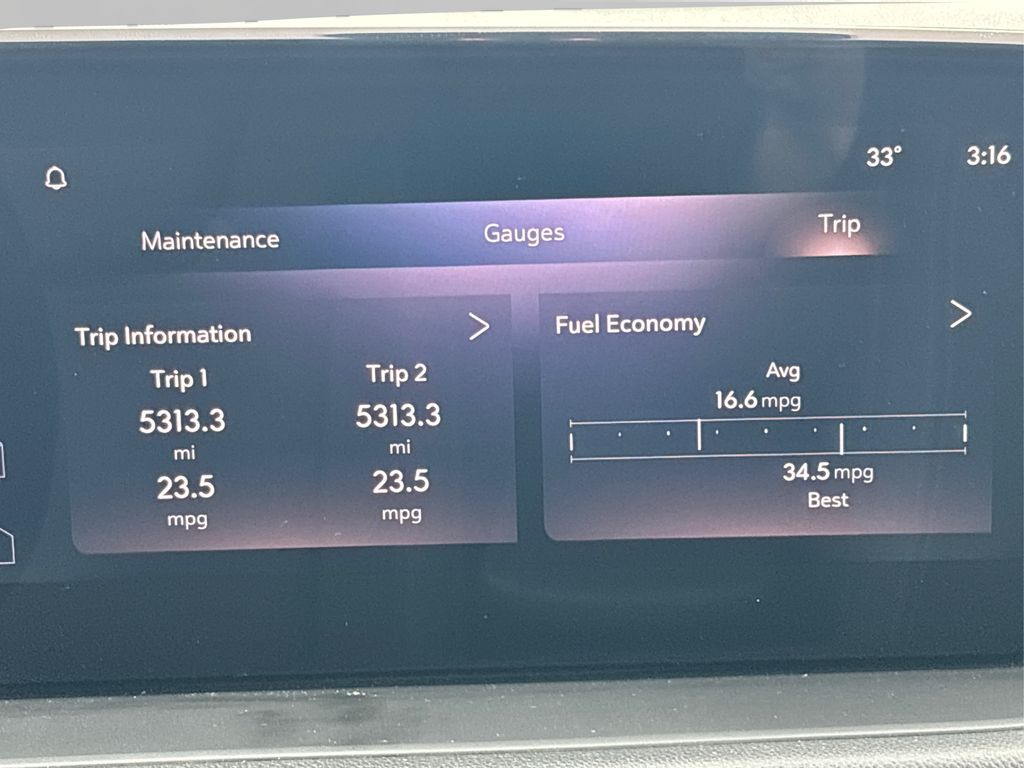 33° 3:16
Maintenance Gauges Trip
Trip Information
Trip 1 Trip 2
5313.3 5313.3
mi mi
23.5 23.5
mpg mpg
Fuel Economy
Avg
16.6 mpg
34.5 mpg
Best